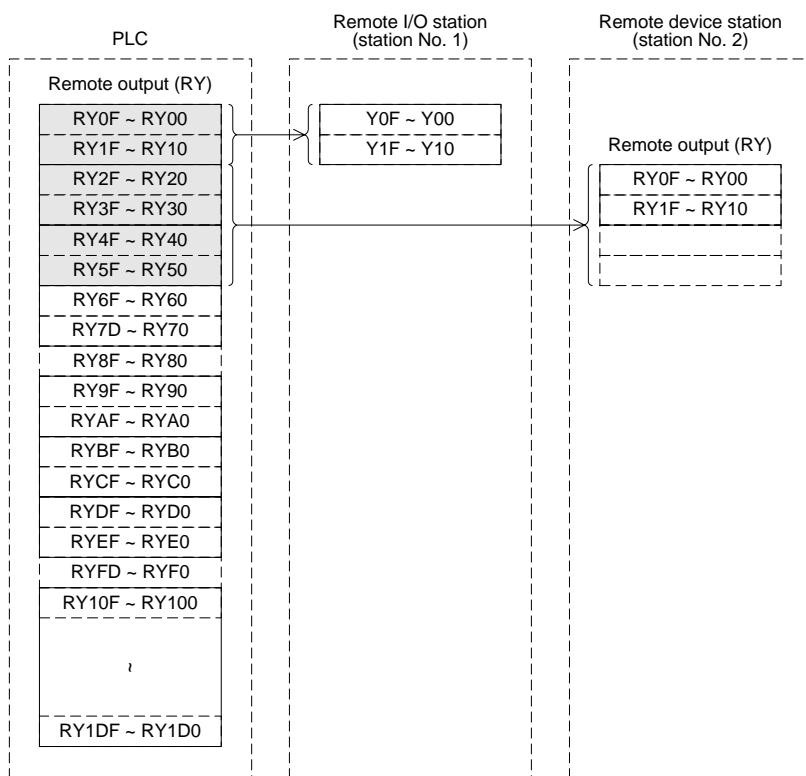 PLC
Remote I/O station
(station No. 1)
Remote device station
(station No. 2)
Remote output (RY)
RY0F ~ RY00
RY1F ~ RY10
RY2F ~ RY20
RY3F ~ RY30
RY4F ~ RY40
RY5F ~ RY50
RY6F ~ RY60
RY7D ~ RY70
RY8F ~ RY80
RY9F ~ RY90
RYAF ~ RYA0
RYBF ~ RYB0
RYCF ~ RYC0
RYDF ~ RYD0
RYEF ~ RYE0
RYFD ~ RYF0
RY10F ~ RY100
~
RY1DF ~ RY1D0
Y0F ~ Y00
Y1F ~ Y10
Remote output (RY)
RY0F ~ RY00
RY1F ~ RY10